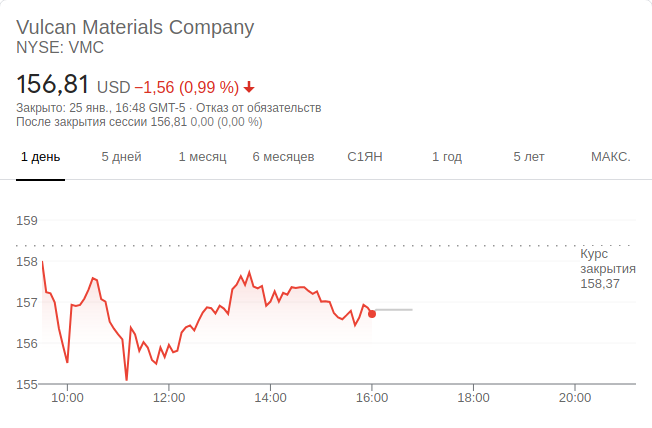 Vulcan Materials Company
NYSE: VMC
156,81 USD −1,56 (0,99 %)
Закрыто: 25 янв., 16:48 GMT-5 · Отказ от обязательств
После закрытия сессии 156,81 0,00 (0,00 %)
1 день 5 дней 1 месяц 6 месяцев С1ЯН 1 год 5 лет МАКС.
159
158
157
156
155
Курс
закрытия
158,37
10:00 12:00 14:00 16:00 18:00 20:00